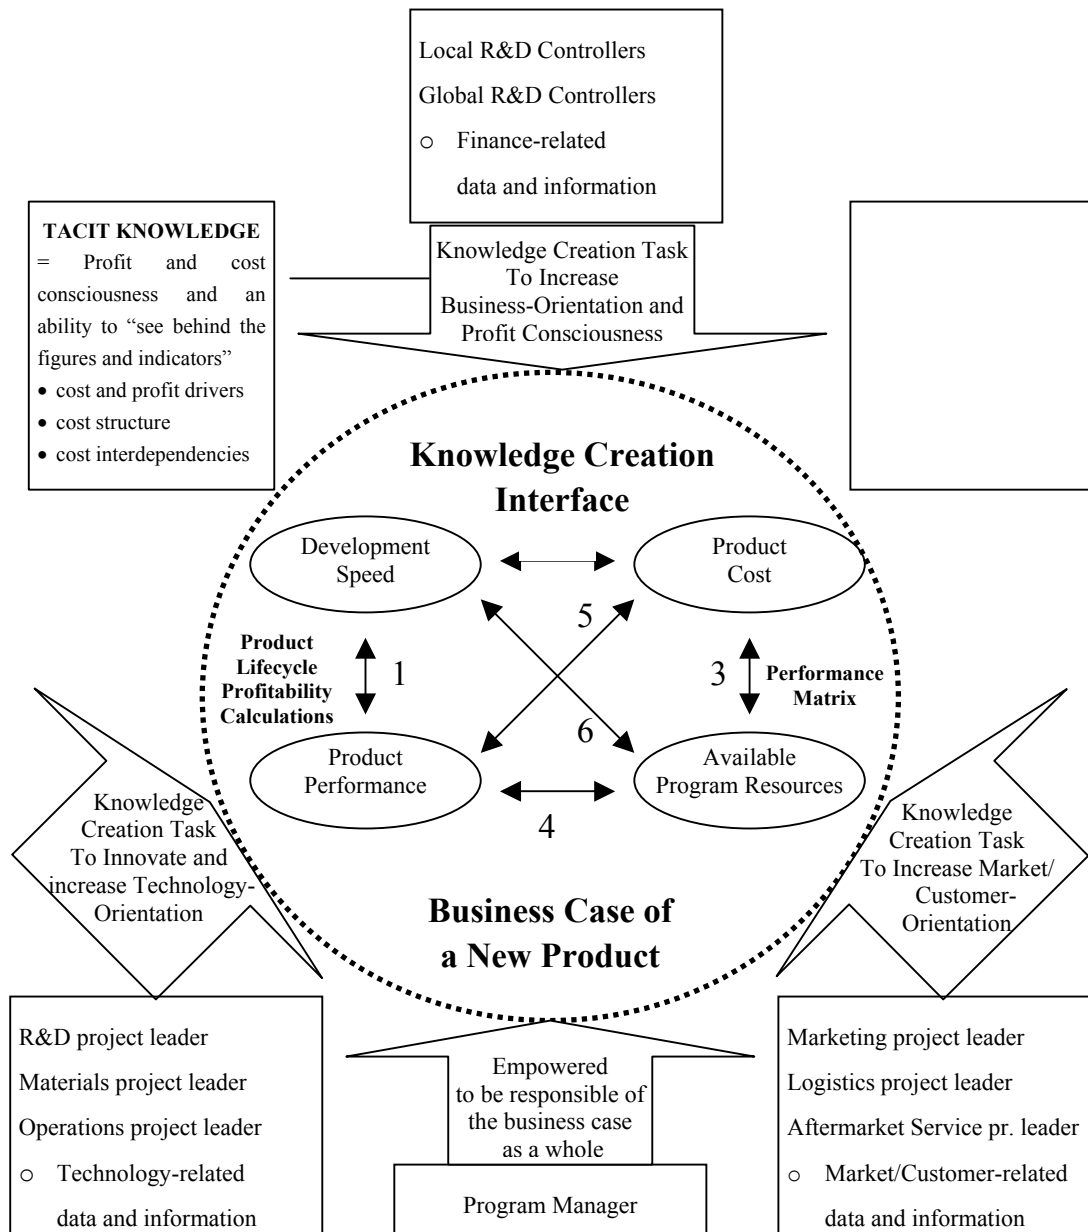 Local R&D Controllers
Global R&D Controllers
o Finance-related
data and information
TACIT KNOWLEDGE
= Profit and cost
consciousness and an
ability to “see behind the
figures and indicators”
• cost and profit drivers
• cost structure
• cost interdependencies
Knowledge Creation Task
To Increase
Business-Orientation and
Profit Consciousness
Knowledge Creation
Interface
Development
Speed
Product
Cost
5
Product
Lifecycle
Profitability
Calculations
1
3
Performance
Matrix
6
Product
Performance
Available
Program Resources
4
Knowledge
Creation Task
To Innovate and
increase Technology-
Orientation
Knowledge
Creation Task
To Increase Market/
Customer-
Orientation
Business Case of
a New Product
R&D project leader
Materials project leader
Operations project leader
o Technology-related
data and information
Empowered
to be responsible of
the business case
as a whole
Program Manager
Marketing project leader
Logistics project leader
Aftermarket Service pr. leader
o Market/Customer-related
data and information